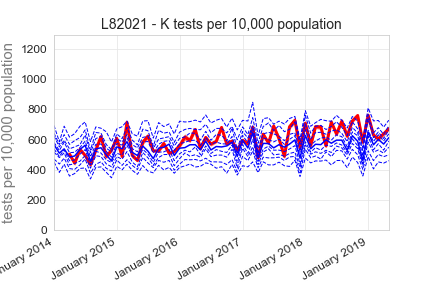 L82021 - K tests per 10,000 population
tests per 10,000 population
1200
1000
800
600
400
200
0
nuary 2014
January 2015
January 2016
January 2017
January 2018
January 2019